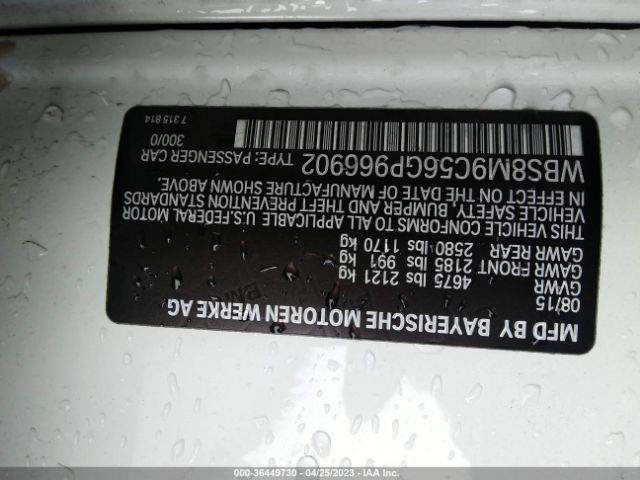 MFD BY BAYERISCHE MOTOREN WERKE AG
08/15
GVWR 4675 lbs 2121 kg
GAWR FRONT 2185 lbs 991 kg
GAWR REAR 2580 lbs 1170 kg
THIS VEHICLE CONFORMS TO ALL APPLICABLE U.S. FEDERAL MOTOR
VEHICLE SAFETY, BUMPER AND THEFT PREVENTION STANDARDS
IN EFFECT ON THE DATE OF MANUFACTURE SHOWN ABOVE.
WBS8M9C56GP966902 TYPE: PASSENGER CAR
300/0
7315814
BMW
000-36449730 - 04/25/2023 - IAA Inc.